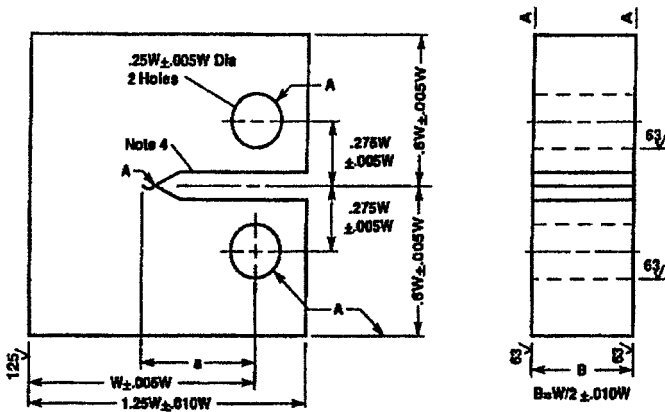 .25W±.005W Dia
2 Holes
A
Note 4
A
.275W
±.005W
.275W
±.005W
.6W±.005W
.6W±.005W
A
125
a
W±.005W
1.25W±.010W
A
A
63
63
63
63
B
B=W/2 ±.010W